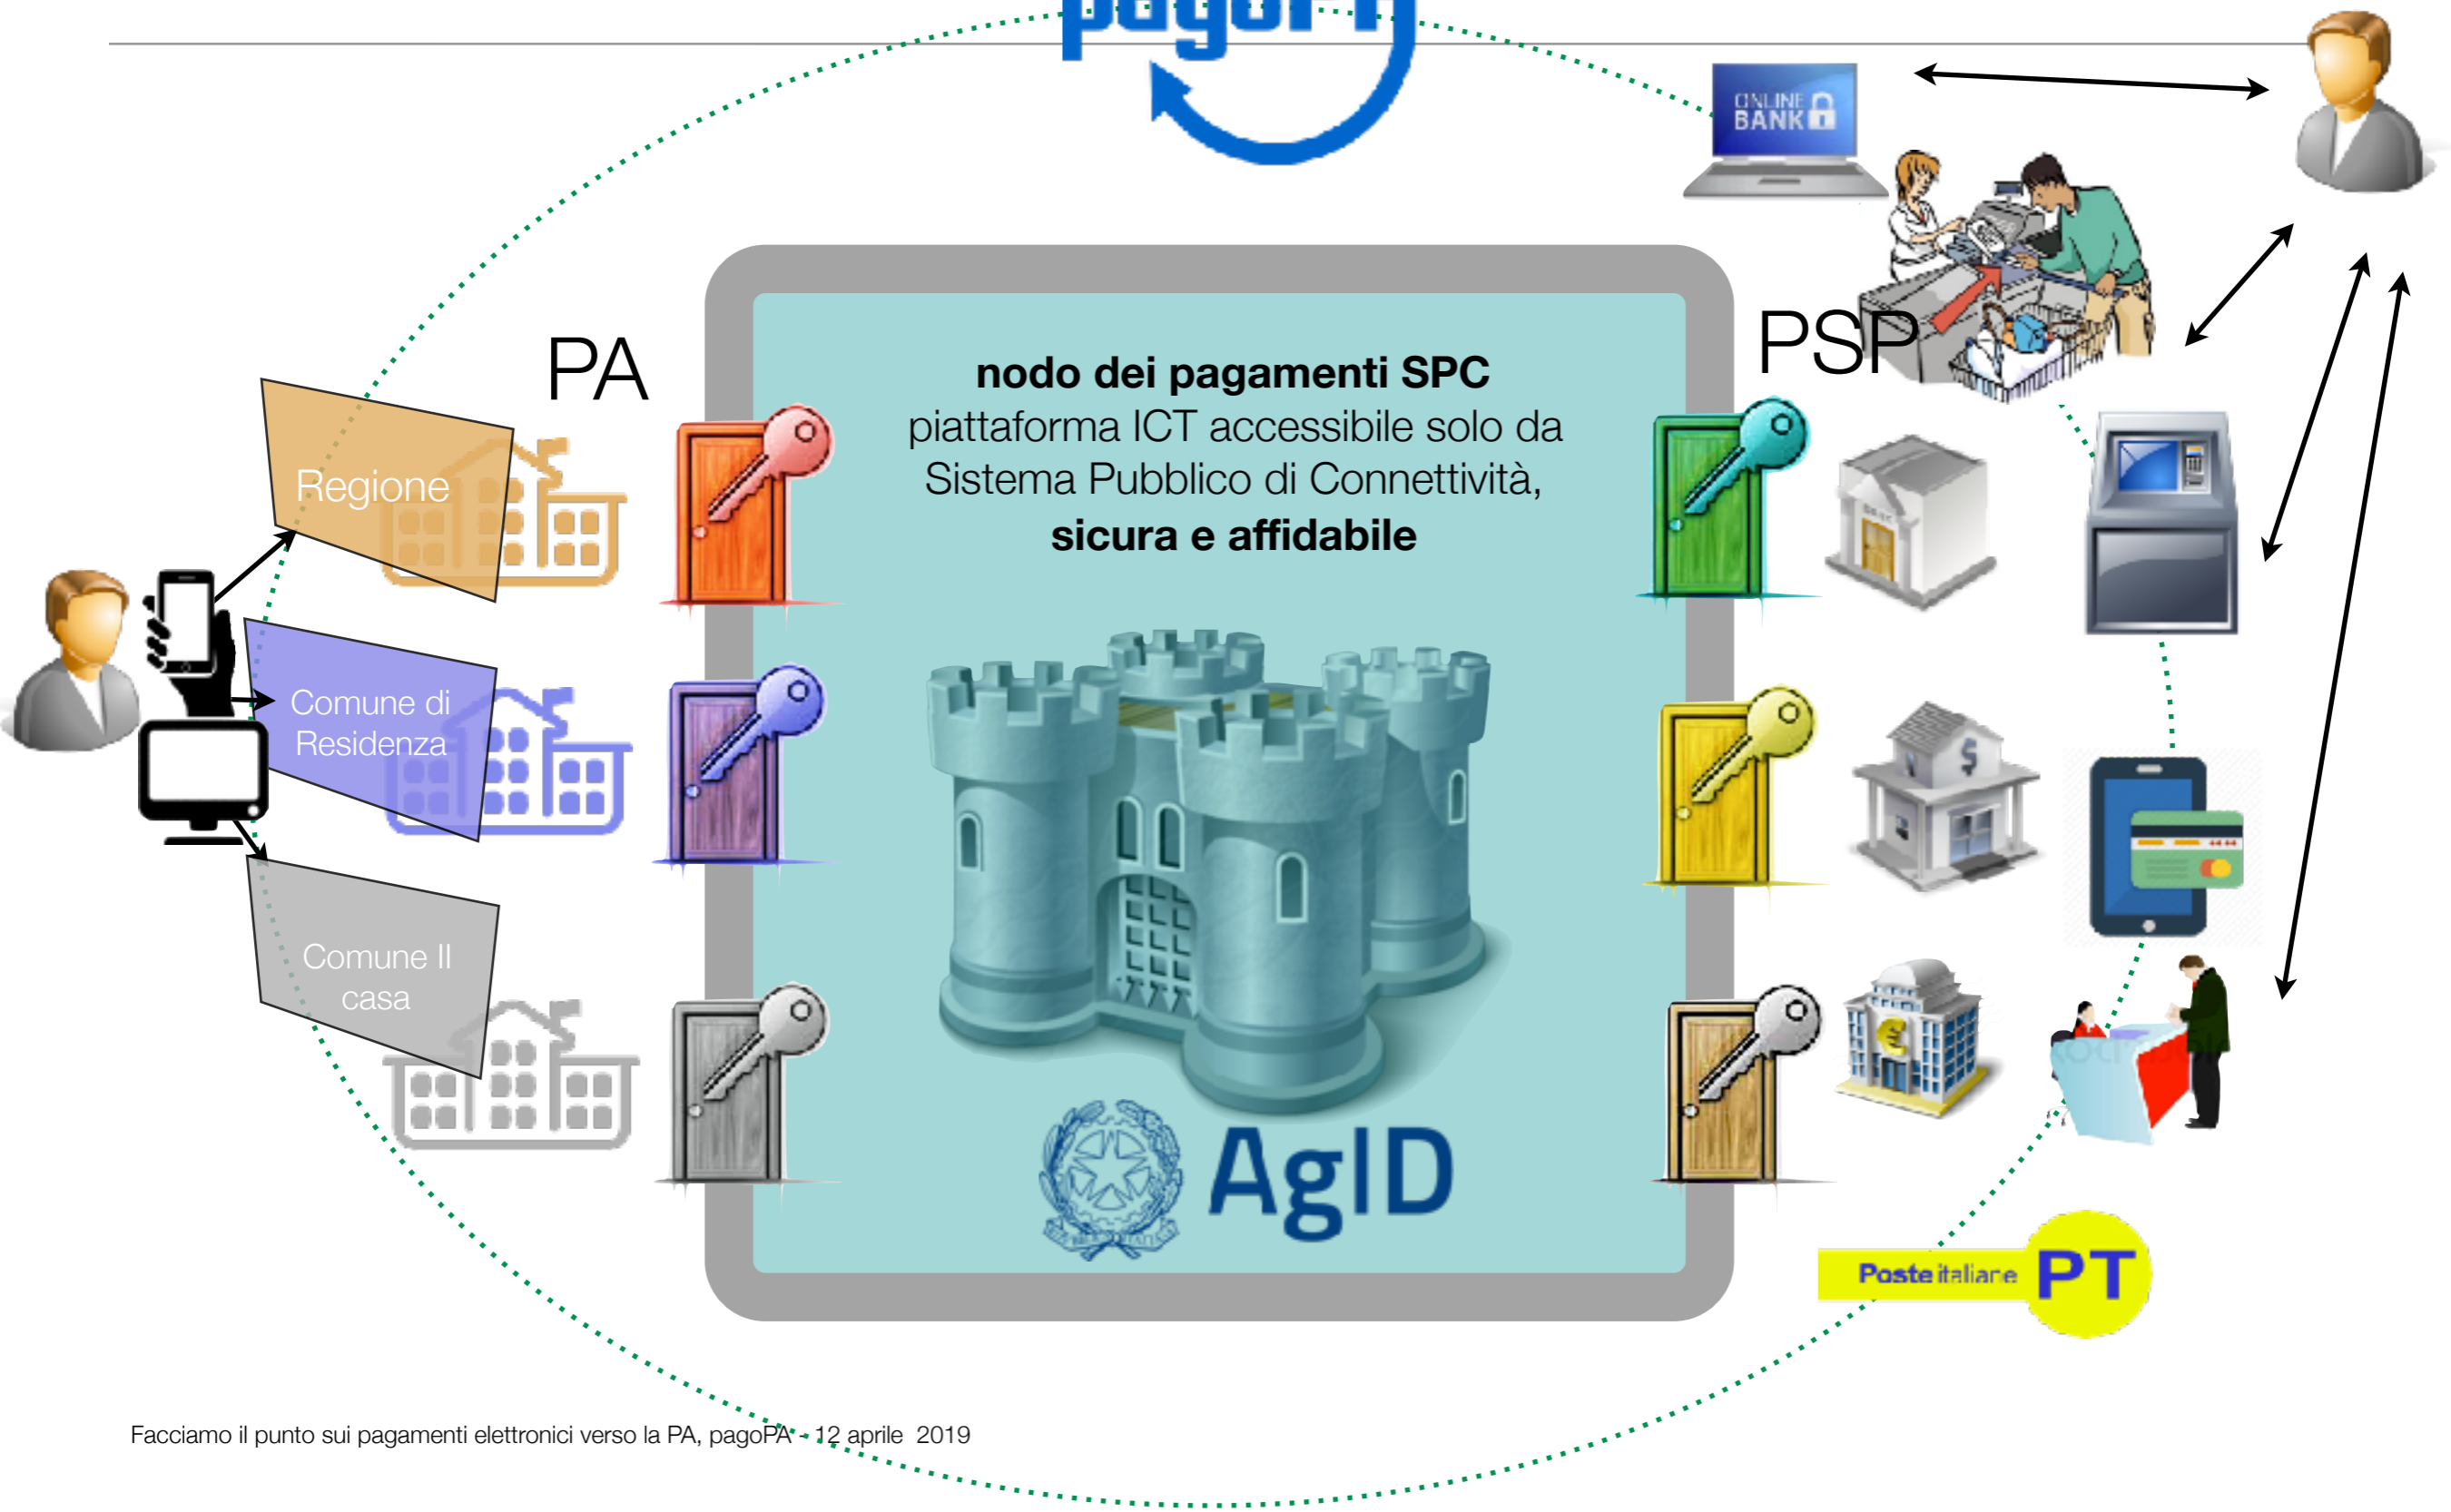 pagoPA
ONLINE
BANK
PA
PSP
nodo dei pagamenti SPC
piattaforma ICT accessibile solo da
Sistema Pubblico di Connettività,
sicura e affidabile
Regione
BANK
Comune di
Residenza
$
Comune II
casa
€
AgID
Poste italiane PT
Facciamo il punto sui pagamenti elettronici verso la PA, pagoPA - 12 aprile 2019